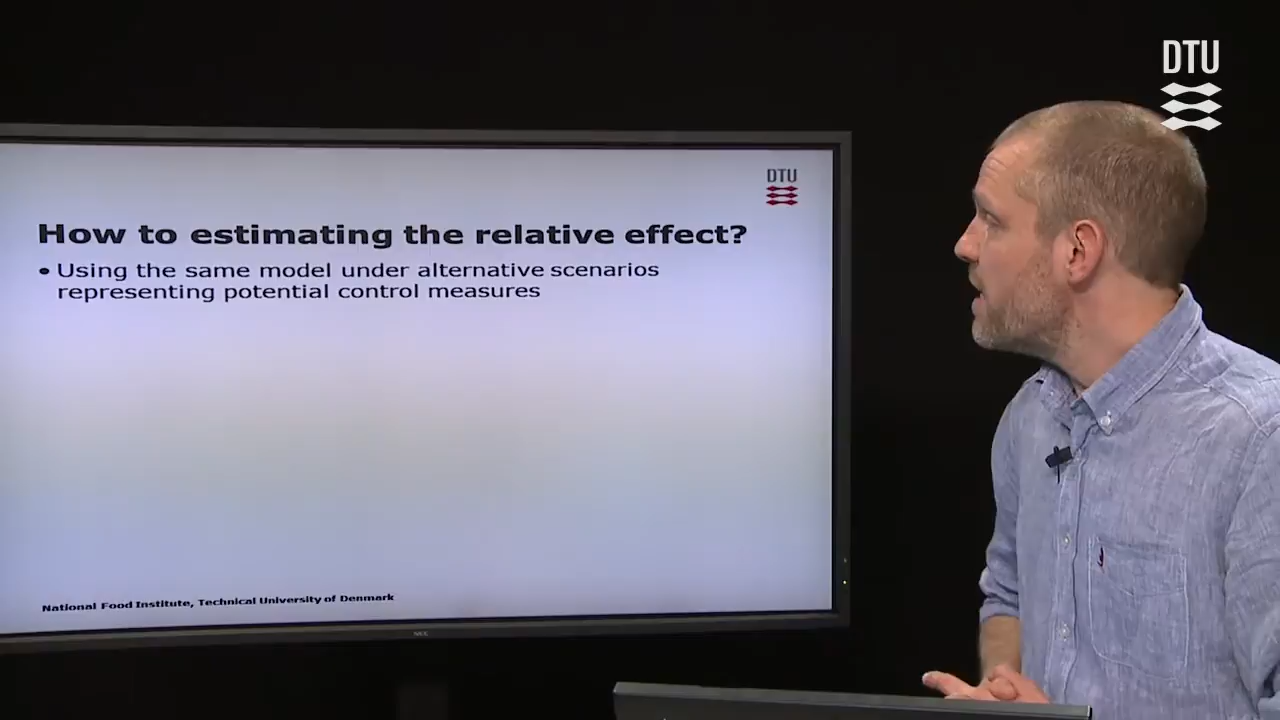 DTU
DTU
How to estimating the relative effect?
• Using the same model under alternative scenarios
representing potential control measures
National Food Institute, Technical University of Denmark
NEC